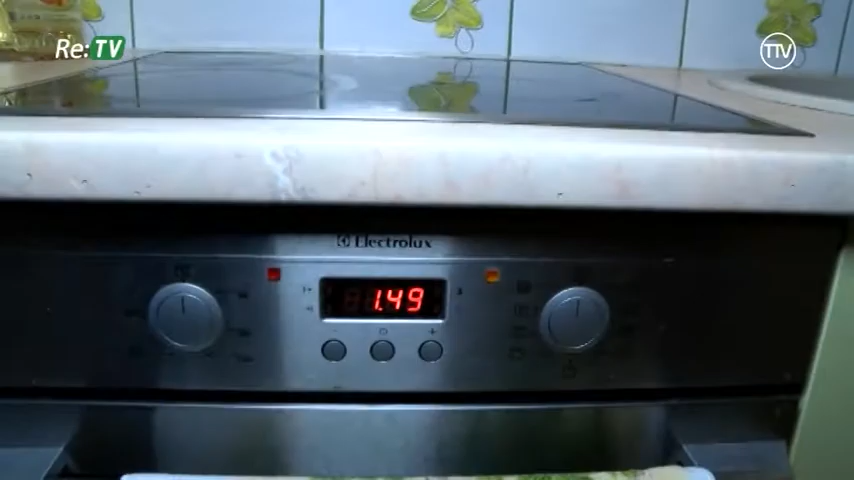 Re:TV
TTV
Electrolux
1.49
- +